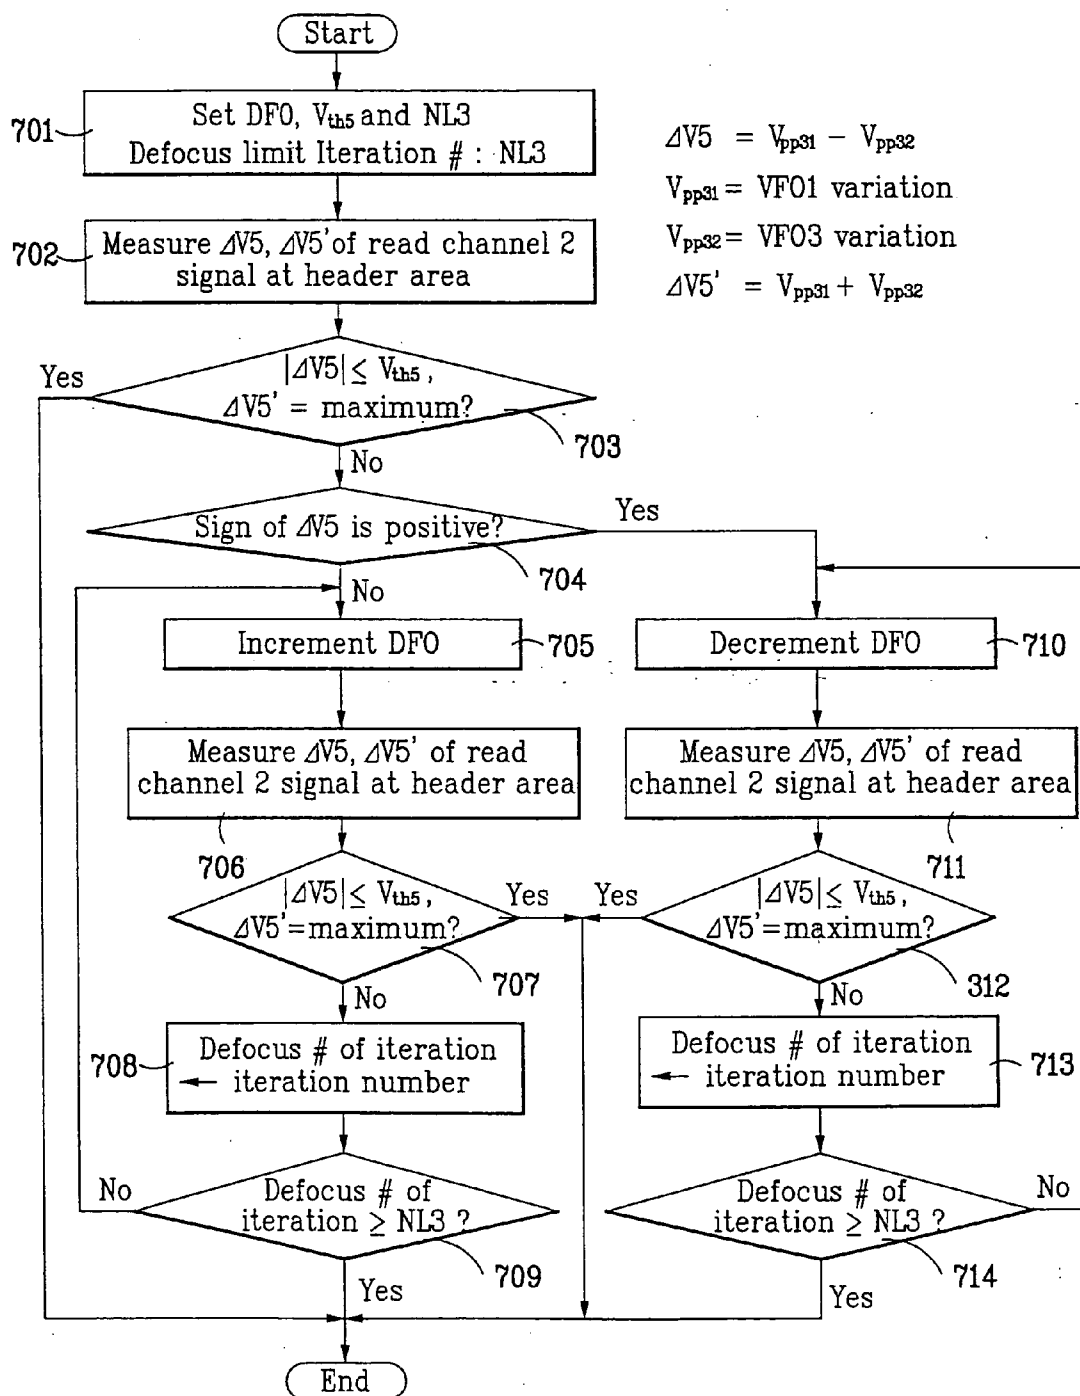 Start
701
Set DFO, Vth5 and NL3
Defocus limit Iteration # : NL3
ΔV5 = Vpp31 − Vpp32
Vpp31 = VFO1 variation
Vpp32 = VFO3 variation
ΔV5' = Vpp31 + Vpp32
702
Measure ΔV5, ΔV5' of read channel 2
signal at header area
Yes
|ΔV5| ≤ Vth5 ,
ΔV5' = maximum?
703
No
Sign of ΔV5 is positive?
Yes
704
No
Increment DFO
705
Decrement DFO
710
Measure ΔV5, ΔV5' of read
channel 2 signal at header area
706
Measure ΔV5, ΔV5' of read
channel 2 signal at header area
711
|ΔV5| ≤ Vth5 ,
ΔV5'=maximum?
Yes
707
No
Yes
|ΔV5| ≤ Vth5 ,
ΔV5'=maximum?
312
No
708
Defocus # of iteration
← iteration number
Defocus # of iteration
← iteration number
713
No
Defocus # of
iteration ≥ NL3 ?
709
Yes
Defocus # of
iteration ≥ NL3 ?
No
714
Yes
End